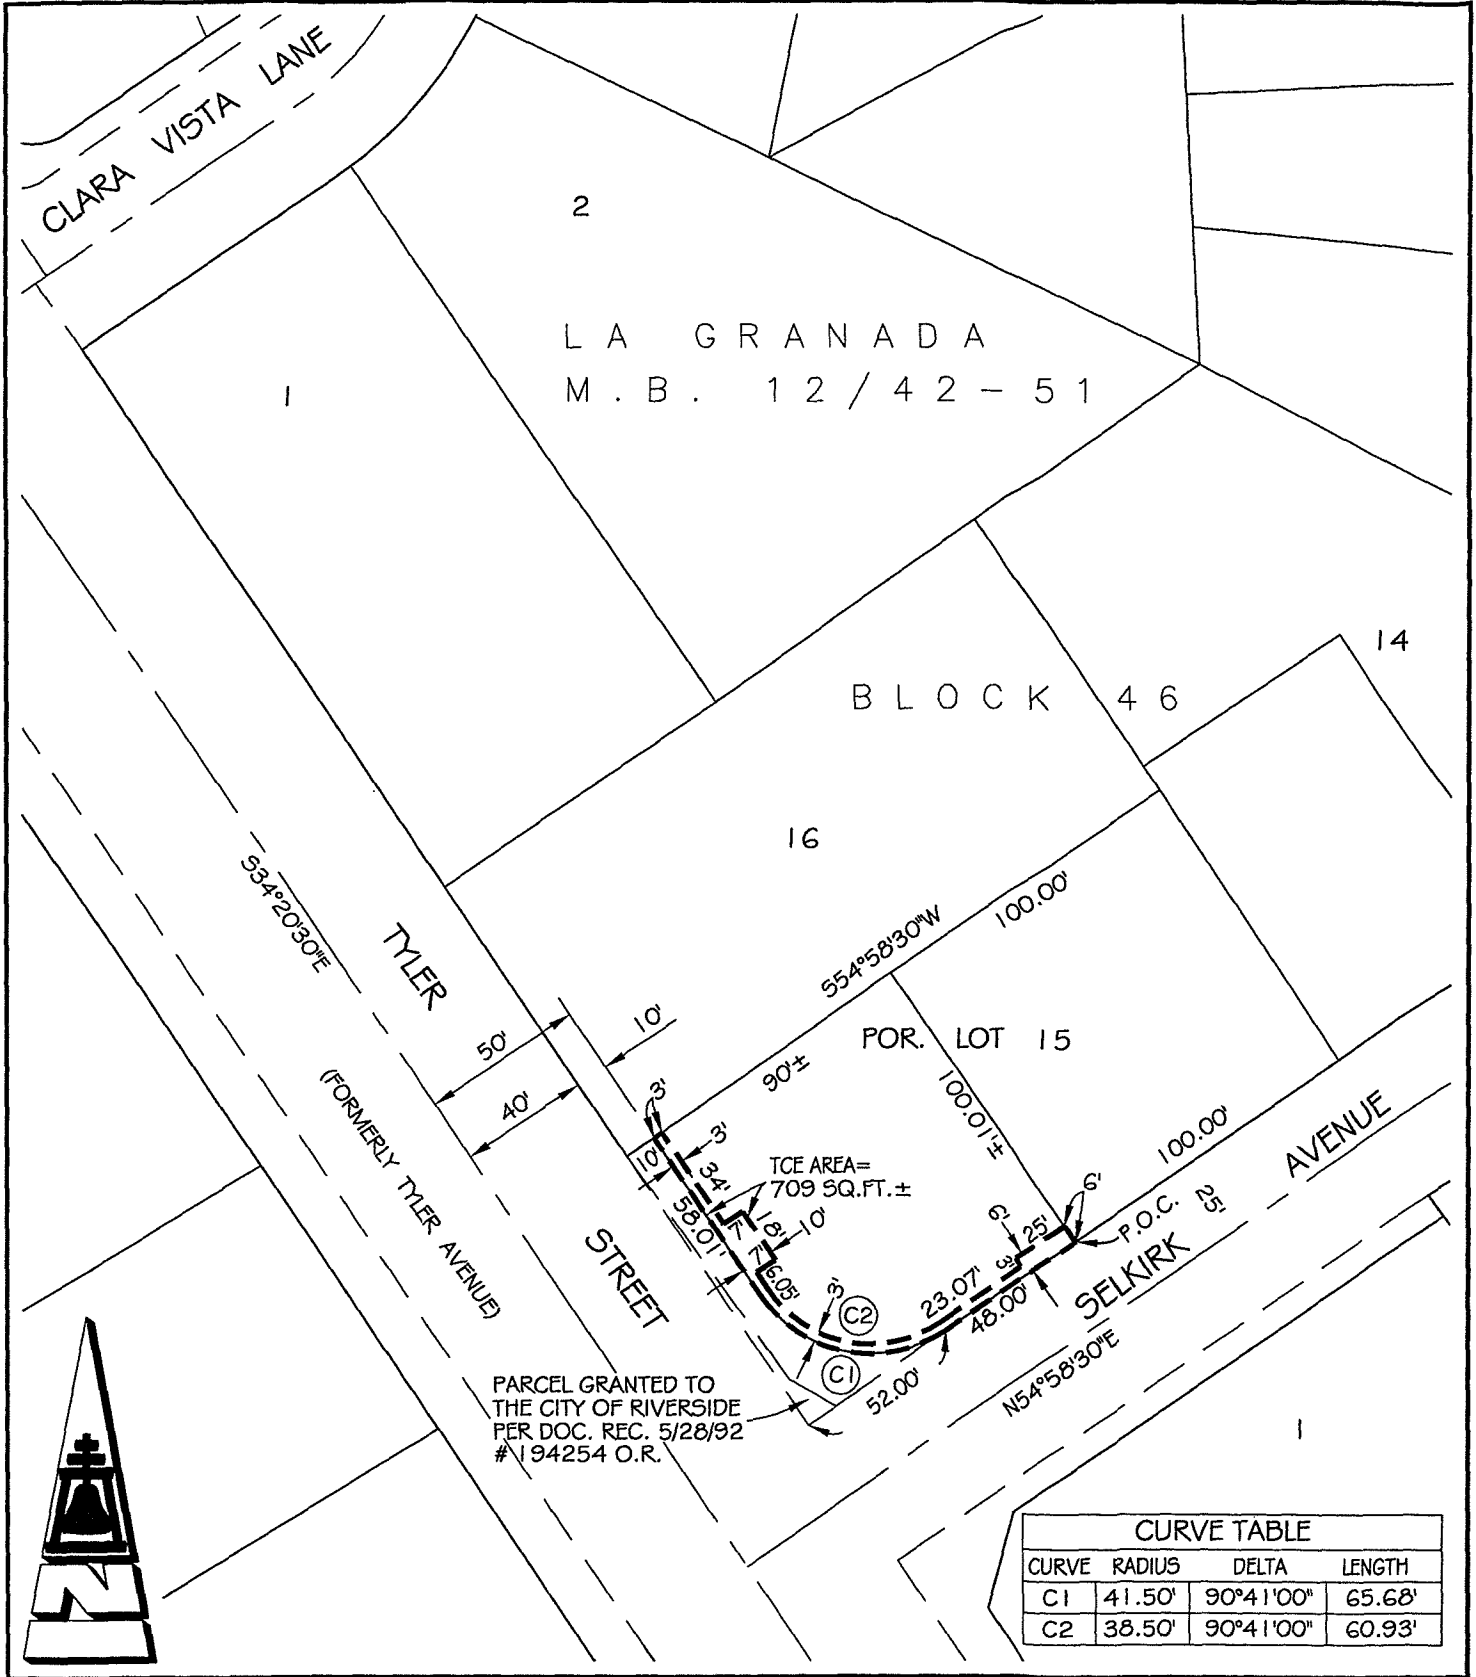 CLARA VISTA LANE
2
1
LA GRANADA
M.B. 12/42-51
14
BLOCK 46
16
S34°20'30"E
TYLER
100.00'
S54°58'30"W
10'
50'
POR. LOT 15
90'±
40'
100.01'±
3'
(FORMERLY TYLER AVENUE)
3'
10'
34'
TCE AREA=
709 SQ.FT.±
100.00'
AVENUE
58.01'
7'
18'
10'
7'
6.05'
6'
25'
6'
P.O.C.
25'
3'
STREET
3'
C2
23.07'
48.00'
SELKIRK
C1
52.00'
N54°58'30"E
PARCEL GRANTED TO
THE CITY OF RIVERSIDE
PER DOC. REC. 5/28/92
#194254 O.R.
1
N
CURVE TABLE
CURVE RADIUS DELTA LENGTH
C1 41.50' 90°41'00" 65.68'
C2 38.50' 90°41'00" 60.93'